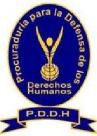 Procuraduría para la Defensa de los
Derechos
Humanos
P.D.D.H